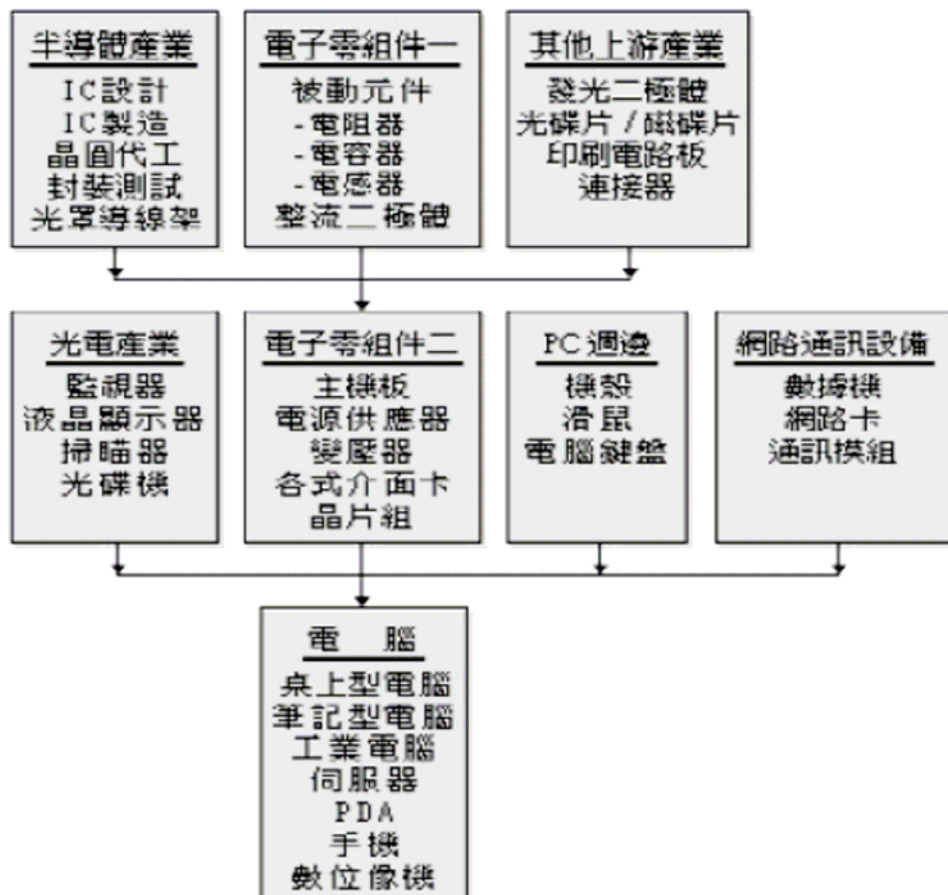 半導體產業
IC設計
IC製造
晶圓代工
封裝測試
光罩導線架
電子零組件一
被動元件
-電阻器
-電容器
-電感器
整流二極體
其他上游產業
發光二極體
光碟片/磁碟片
印刷電路板
連接器
光電產業
監視器
液晶顯示器
掃瞄器
光碟機
電子零組件二
主機板
電源供應器
變壓器
各式介面卡
晶片組
PC週邊
機殼
滑鼠
電腦鍵盤
網路通訊設備
數據機
網路卡
通訊摸組
電 腦
桌上型電腦
筆記型電腦
工業電腦
伺服器
PDA
手機
數位像機